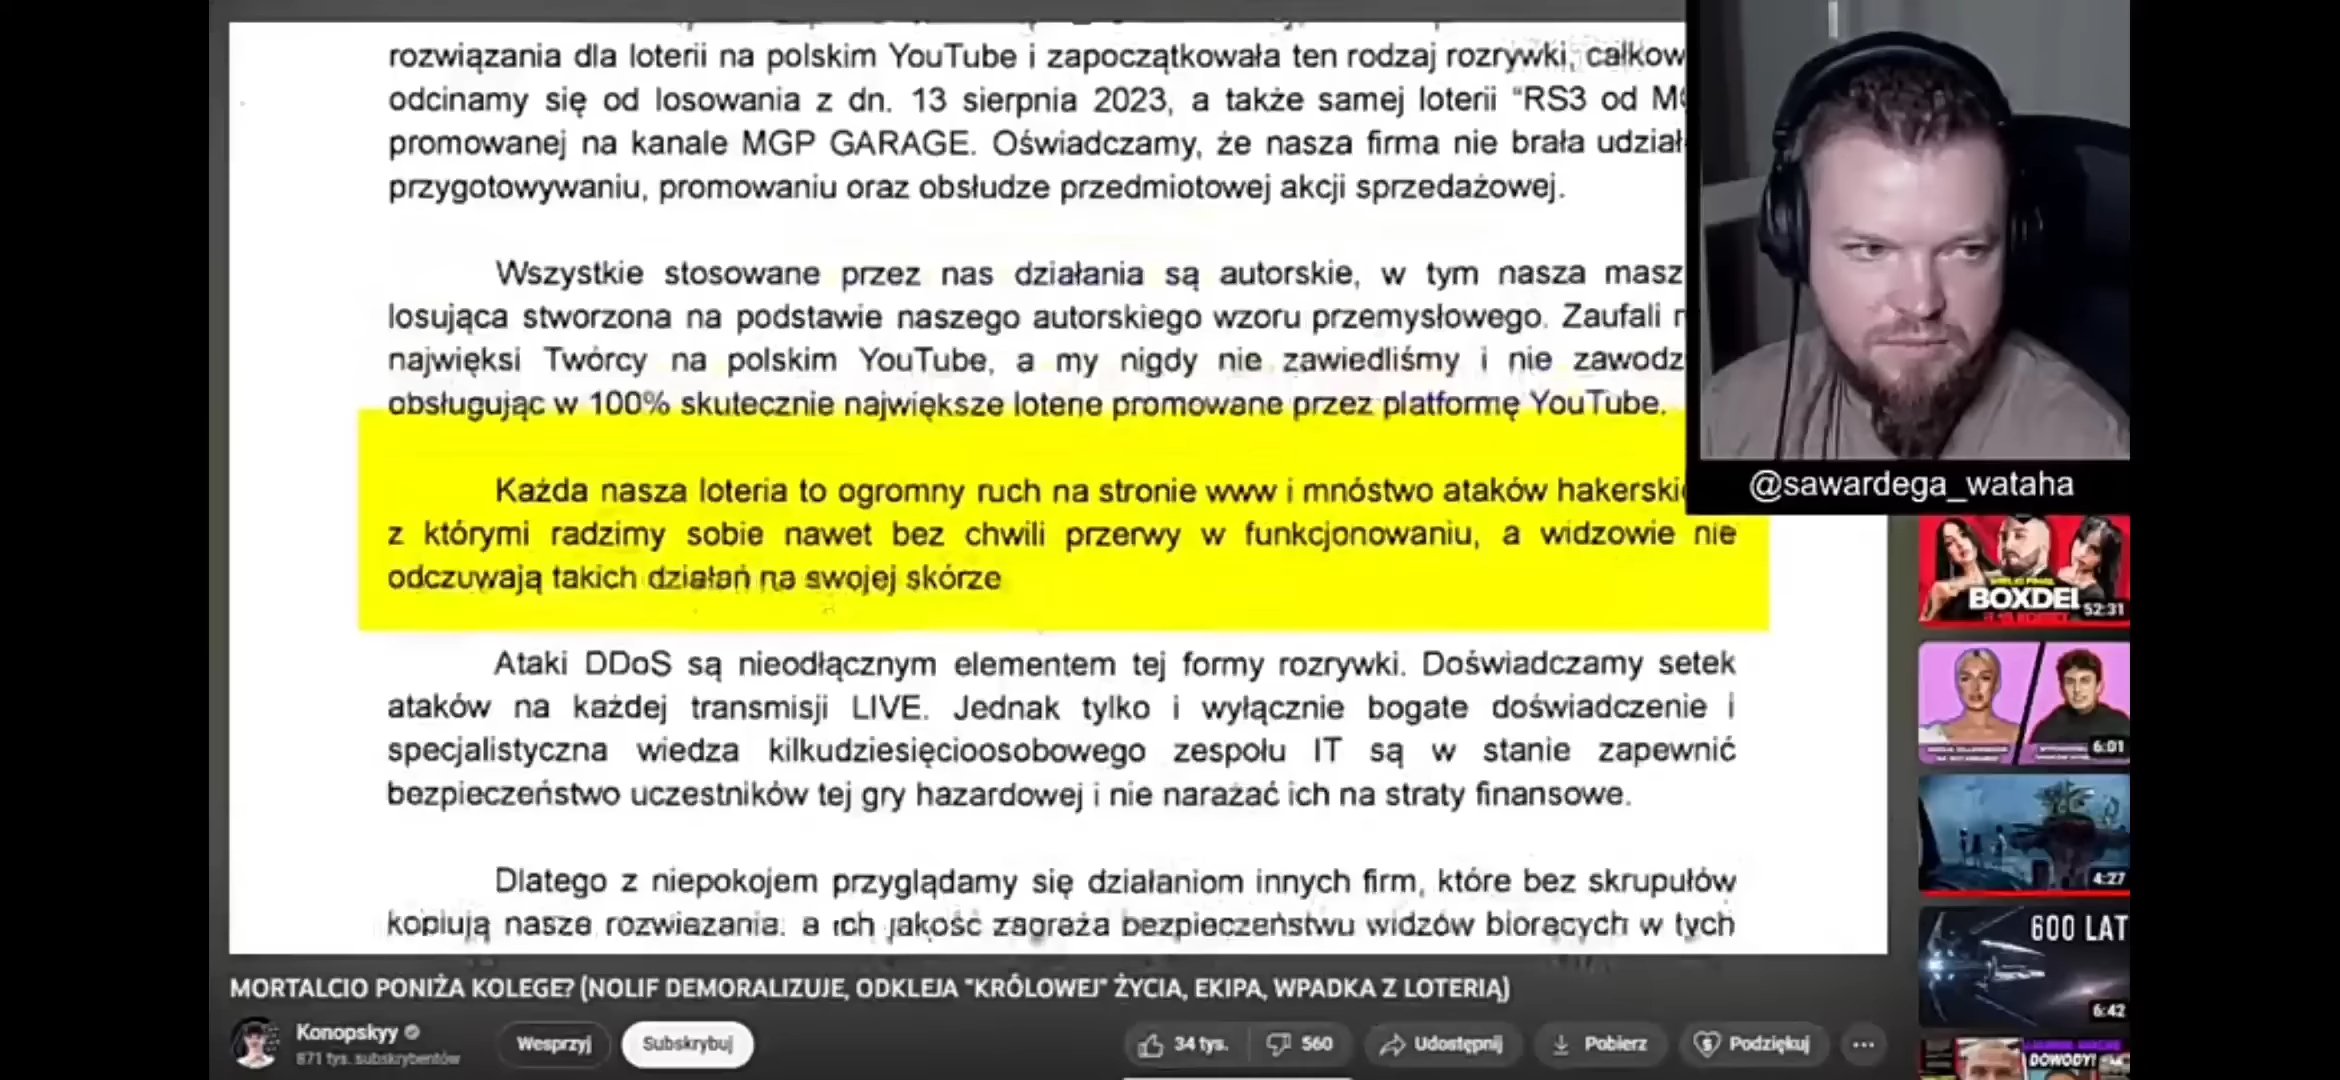 rozwiązania dla loterii na polskim YouTube i zapoczątkowała ten rodzaj rozrywki, całkow
odcinamy się od losowania z dn. 13 sierpnia 2023, a także samej loterii "RS3 od M
promowanej na kanale MGP GARAGE. Oświadczamy, że nasza firma nie brała udział
przygotowywaniu, promowaniu oraz obsłudze przedmiotowej akcji sprzedażowej.
Wszystkie stosowane przez nas działania są autorskie, w tym nasza masz
losująca stworzona na podstawie naszego autorskiego wzoru przemysłowego. Zaufali
najwięksi Twórcy na polskim YouTube, a my nigdy nie zawiedliśmy i nie zawodz
obsługując w 100% skutecznie największe loterie promowane przez platformę YouTube.
Każda nasza loteria to ogromny ruch na stronie www i mnóstwo ataków hakerski
z którymi radzimy sobie nawet bez chwili przerwy w funkcjonowaniu, a widzowie nie
odczuwają takich działań na swojej skórze
Ataki DDoS są nieodłącznym elementem tej formy rozrywki. Doświadczamy setek
ataków na każdej transmisji LIVE. Jednak tylko i wyłącznie bogate doświadczenie i
specjalistyczna wiedza kilkudziesięcioosobowego zespołu IT są w stanie zapewnić
bezpieczeństwo uczestników tej gry hazardowej i nie narażać ich na straty finansowe.
Dlatego z niepokojem przyglądamy się działaniom innych firm, które bez skrupułów
kopiują nasze rozwiązania, a ich jakość zagraża bezpieczeństwu widzów biorących w tych
@sawardega_wataha
BOXDEL
52:31
6:01
4:27
600 LAT
6:42
DOWODY!
MORTALCIO PONIŻA KOLEGE? (NOLIF DEMORALIZUJE, ODKLEJA "KRÓLOWEJ" ŻYCIA, EKIPA, WPADKA Z LOTERIĄ)
Konopskyy
871 tys. subskrybentów
Wesprzyj
Subskrybuj
34 tys.
560
Udostępnij
Pobierz
Podziękuj